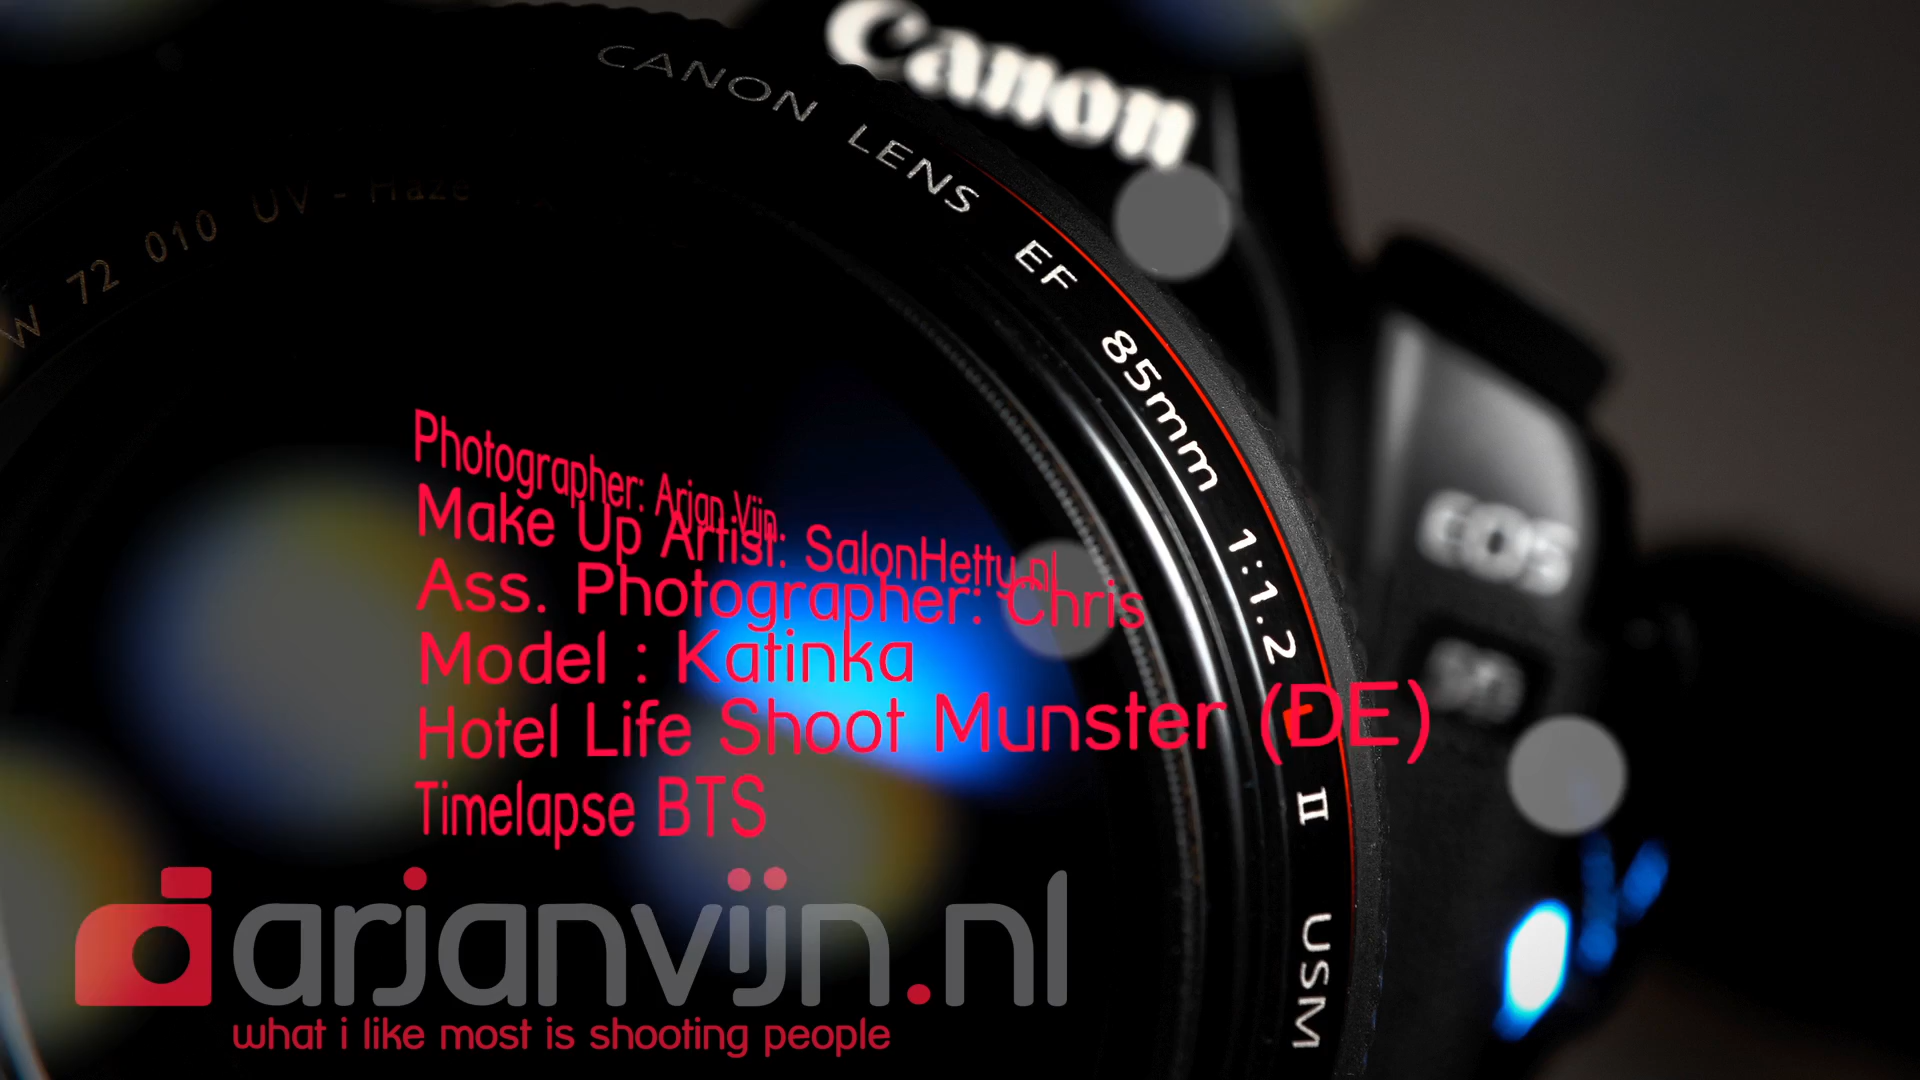 Canon
CANON LENS EF 85mm 1:1.2 L II USM
W 72 010 UV - Haze
EOS
5D
Photographer: Arjan Vijn
Make Up Artist: SalonHetty.nl
Ass. Photographer: Chris
Model : Katinka
Hotel Life Shoot Munster (DE)
Timelapse BTS
arjanvijn.nl
what i like most is shooting people